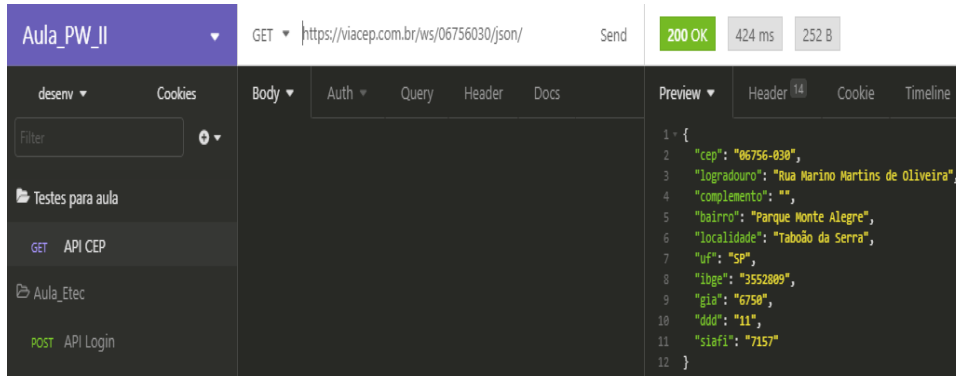 Aula_PW_II
GET https://viacep.com.br/ws/06756030/json/ Send
200 OK 424 ms 252 B
desenv Cookies
Body Auth Query Header Docs
Preview Header 14 Cookie Timeline
Filter
Testes para aula
GET API CEP
Aula_Etec
POST API Login
1 {
2 "cep": "06756-030",
3 "logradouro": "Rua Marino Martins de Oliveira",
4 "complemento": "",
5 "bairro": "Parque Monte Alegre",
6 "localidade": "Taboão da Serra",
7 "uf": "SP",
8 "ibge": "3552809",
9 "gia": "6750",
10 "ddd": "11",
11 "siafi": "7157"
12 }